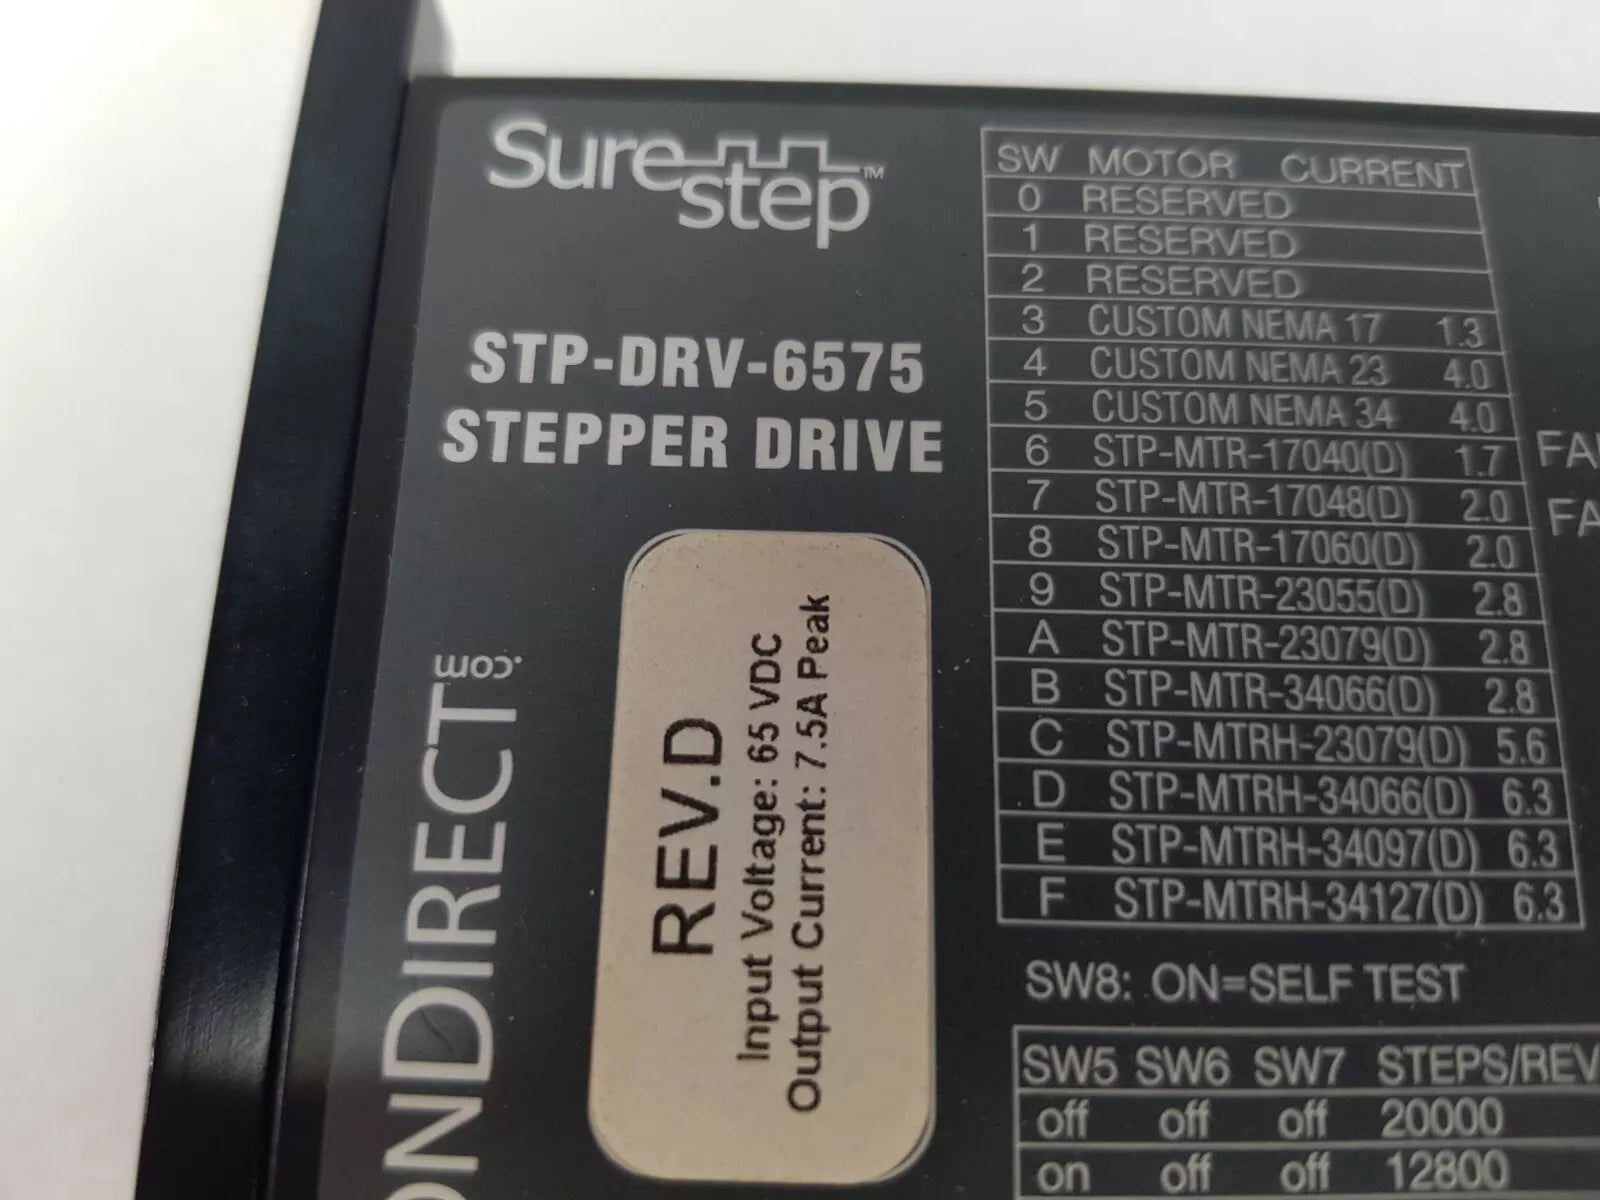 Sure
step™
STP-DRV-6575
STEPPER DRIVE
REV.D
Input Voltage: 65 VDC
Output Current: 7.5A Peak
ONDIRECT.com
SW MOTOR CURRENT
0 RESERVED
1 RESERVED
2 RESERVED
3 CUSTOM NEMA 17 1.3
4 CUSTOM NEMA 23 4.0
5 CUSTOM NEMA 34 4.0
6 STP-MTR-17040(D) 1.7
7 STP-MTR-17048(D) 2.0
8 STP-MTR-17060(D) 2.0
9 STP-MTR-23055(D) 2.8
A STP-MTR-23079(D) 2.8
B STP-MTR-34066(D) 2.8
C STP-MTRH-23079(D) 5.6
D STP-MTRH-34066(D) 6.3
E STP-MTRH-34097(D) 6.3
F STP-MTRH-34127(D) 6.3
SW8: ON=SELF TEST
SW5 SW6 SW7 STEPS/REV
off off off 20000
on off off 12800